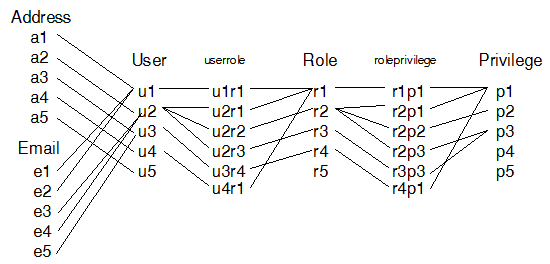 Address
a1
a2
a3
a4
a5
Email
e1
e2
e3
e4
e5
User
u1
u2
u3
u4
u5
userrole
u1r1
u2r1
u2r2
u2r3
u3r4
u4r1
Role
r1
r2
r3
r4
r5
roleprivilege
r1p1
r2p1
r2p2
r2p3
r3p3
r4p1
Privilege
p1
p2
p3
p4
p5